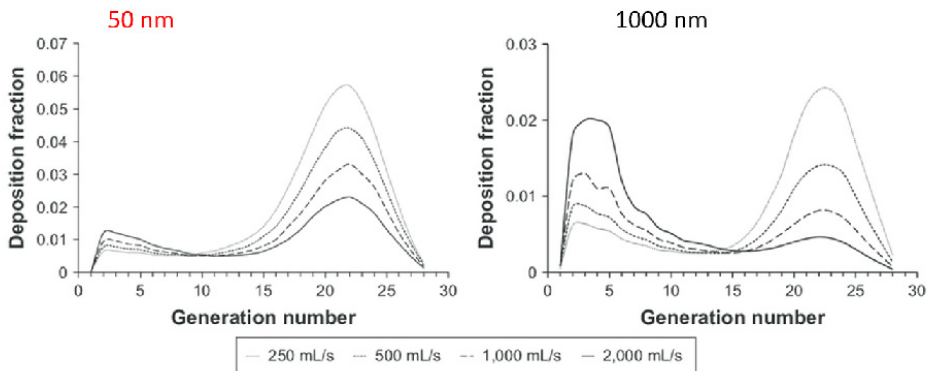 50 nm
1000 nm
Deposition fraction
0.07
0.06
0.05
0.04
0.03
0.02
0.01
0
0 5 10 15 20 25 30
Generation number
Deposition fraction
0.03
0.02
0.01
0
0 5 10 15 20 25 30
Generation number
250 mL/s 500 mL/s 1,000 mL/s 2,000 mL/s